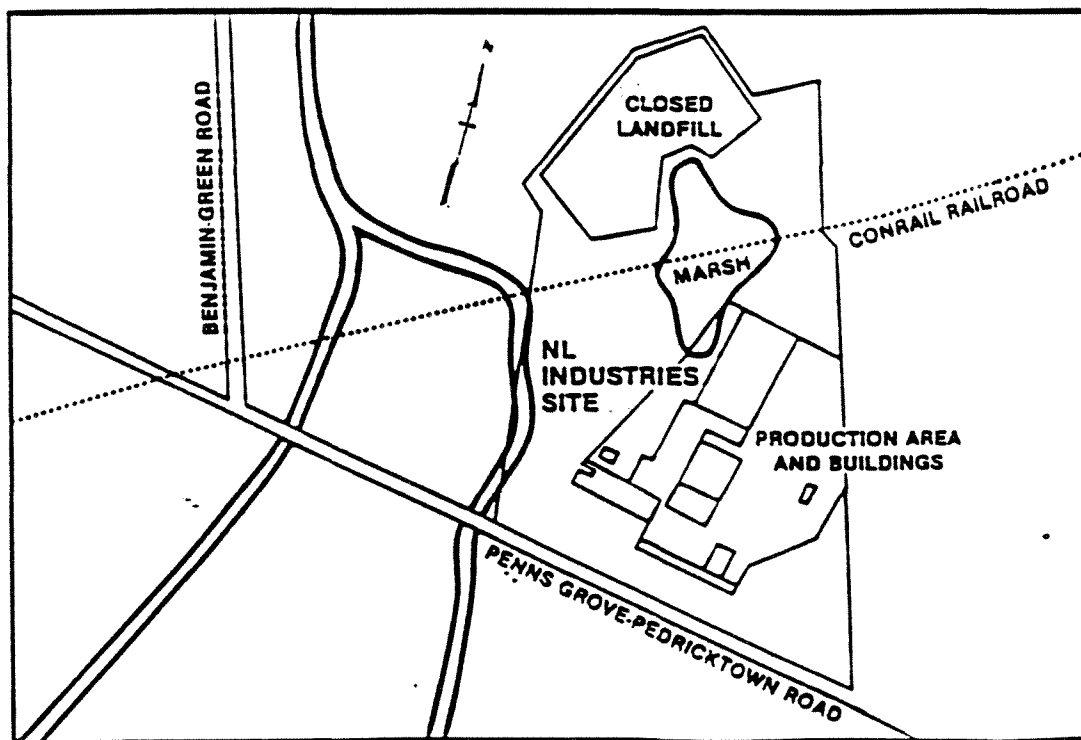 BENJAMIN-GREEN ROAD
N
CLOSED
LANDFILL
CONRAIL RAILROAD
MARSH
NL
INDUSTRIES
SITE
PRODUCTION AREA
AND BUILDINGS
PENNS GROVE-PEDRICKTOWN ROAD